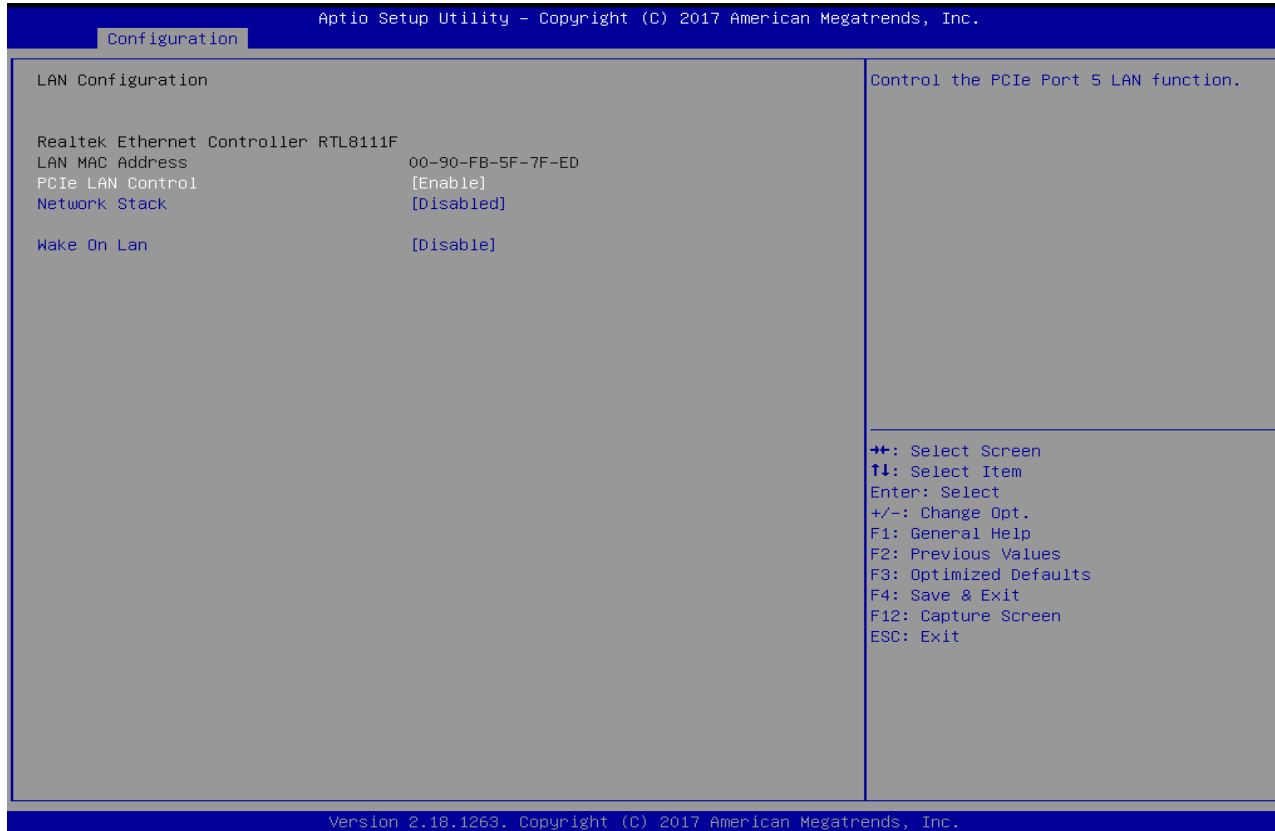 Aptio Setup Utility – Copyright (C) 2017 American Megatrends, Inc.
Configuration
LAN Configuration
Realtek Ethernet Controller RTL8111F
LAN MAC Address 00-90-FB-5F-7F-ED
PCIe LAN Control [Enable]
Network Stack [Disabled]
Wake On Lan [Disable]
Control the PCIe Port 5 LAN function.
→←: Select Screen
↑↓: Select Item
Enter: Select
+/-: Change Opt.
F1: General Help
F2: Previous Values
F3: Optimized Defaults
F4: Save & Exit
F12: Capture Screen
ESC: Exit
Version 2.18.1263. Copyright (C) 2017 American Megatrends, Inc.